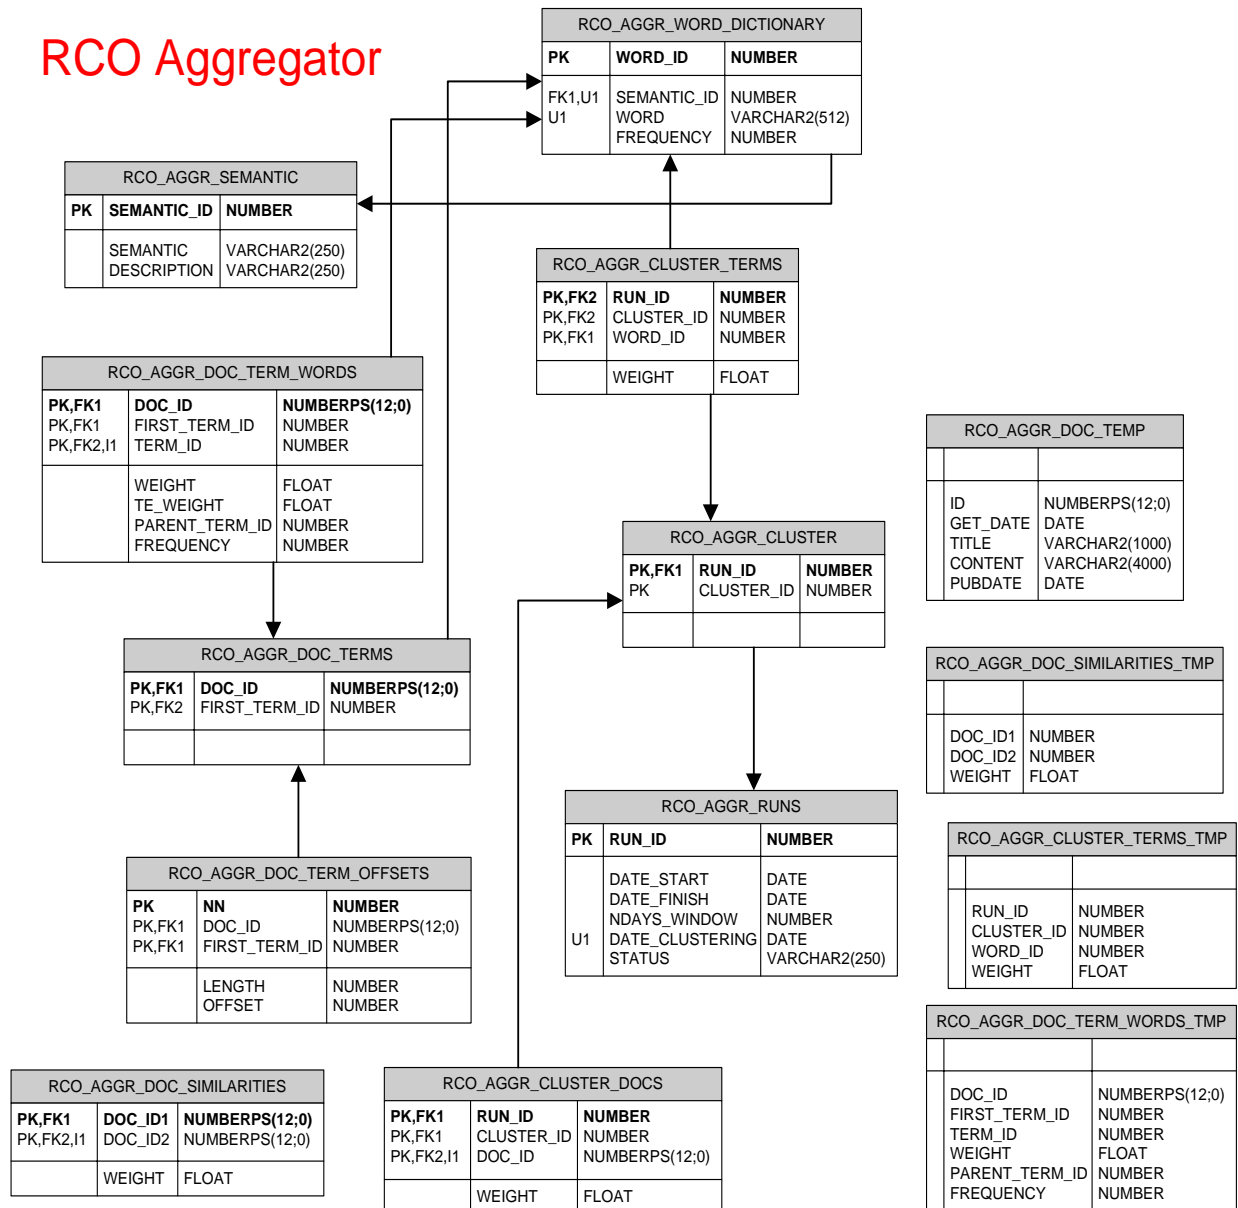 RCO Aggregator
RCO_AGGR_WORD_DICTIONARY
PK WORD_ID NUMBER
FK1,U1 SEMANTIC_ID NUMBER
U1 WORD VARCHAR2(512)
FREQUENCY NUMBER
RCO_AGGR_SEMANTIC
PK SEMANTIC_ID NUMBER
SEMANTIC VARCHAR2(250)
DESCRIPTION VARCHAR2(250)
RCO_AGGR_CLUSTER_TERMS
PK,FK2 RUN_ID NUMBER
PK,FK2 CLUSTER_ID NUMBER
PK,FK1 WORD_ID NUMBER
WEIGHT FLOAT
RCO_AGGR_DOC_TERM_WORDS
PK,FK1 DOC_ID NUMBERPS(12;0)
PK,FK1 FIRST_TERM_ID NUMBER
PK,FK2,I1 TERM_ID NUMBER
WEIGHT FLOAT
TE_WEIGHT FLOAT
PARENT_TERM_ID NUMBER
FREQUENCY NUMBER
RCO_AGGR_DOC_TEMP
ID NUMBERPS(12;0)
GET_DATE DATE
TITLE VARCHAR2(1000)
CONTENT VARCHAR2(4000)
PUBDATE DATE
RCO_AGGR_CLUSTER
PK,FK1 RUN_ID NUMBER
PK CLUSTER_ID NUMBER
RCO_AGGR_DOC_TERMS
PK,FK1 DOC_ID NUMBERPS(12;0)
PK,FK2 FIRST_TERM_ID NUMBER
RCO_AGGR_DOC_SIMILARITIES_TMP
DOC_ID1 NUMBER
DOC_ID2 NUMBER
WEIGHT FLOAT
RCO_AGGR_RUNS
PK RUN_ID NUMBER
DATE_START DATE
DATE_FINISH DATE
NDAYS_WINDOW NUMBER
U1 DATE_CLUSTERING DATE
STATUS VARCHAR2(250)
RCO_AGGR_CLUSTER_TERMS_TMP
RUN_ID NUMBER
CLUSTER_ID NUMBER
WORD_ID NUMBER
WEIGHT FLOAT
RCO_AGGR_DOC_TERM_OFFSETS
PK NN NUMBER
PK,FK1 DOC_ID NUMBERPS(12;0)
PK,FK1 FIRST_TERM_ID NUMBER
LENGTH NUMBER
OFFSET NUMBER
RCO_AGGR_DOC_TERM_WORDS_TMP
DOC_ID NUMBERPS(12;0)
FIRST_TERM_ID NUMBER
TERM_ID NUMBER
WEIGHT FLOAT
PARENT_TERM_ID NUMBER
FREQUENCY NUMBER
RCO_AGGR_DOC_SIMILARITIES
PK,FK1 DOC_ID1 NUMBERPS(12;0)
PK,FK2,I1 DOC_ID2 NUMBERPS(12;0)
WEIGHT FLOAT
RCO_AGGR_CLUSTER_DOCS
PK,FK1 RUN_ID NUMBER
PK,FK1 CLUSTER_ID NUMBER
PK,FK2,I1 DOC_ID NUMBERPS(12;0)
WEIGHT FLOAT